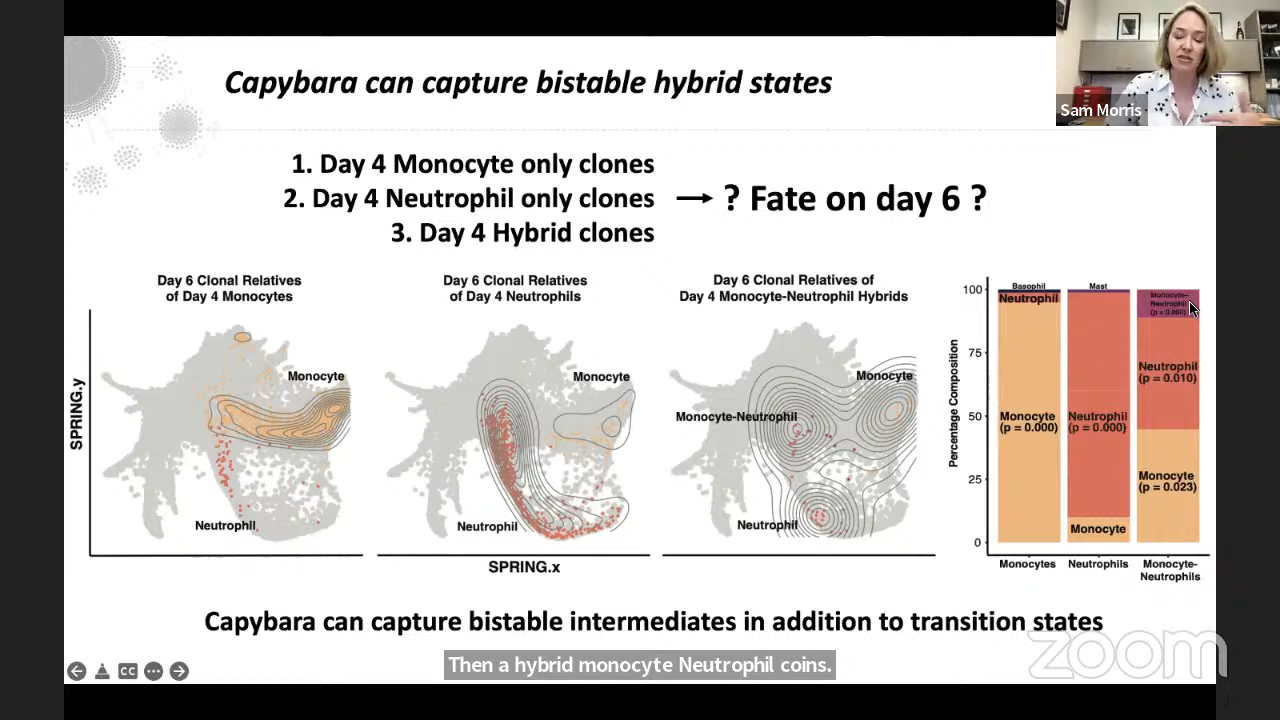 Capybara can capture bistable hybrid states
Sam Morris
1. Day 4 Monocyte only clones
2. Day 4 Neutrophil only clones
3. Day 4 Hybrid clones
? Fate on day 6 ?
Day 6 Clonal Relatives
of Day 4 Monocytes
Monocyte
Neutrophil
SPRING.y
Day 6 Clonal Relatives
of Day 4 Neutrophils
Monocyte
Neutrophil
SPRING.x
Day 6 Clonal Relatives of
Day 4 Monocyte-Neutrophil Hybrids
Monocyte
Monocyte-Neutrophil
Neutrophil
Percentage Composition
100
75
50
25
0
Basophil
Neutrophil
Monocyte
(p = 0.000)
Monocytes
Mast
Neutrophil
(p = 0.000)
Monocyte
Neutrophils
Monocyte-
Neutrophil
(p = 0.000)
Neutrophil
(p = 0.010)
Monocyte
(p = 0.023)
Monocyte-
Neutrophils
Capybara can capture bistable intermediates in addition to transition states
zoom
CC
Then a hybrid monocyte Neutrophil coins.